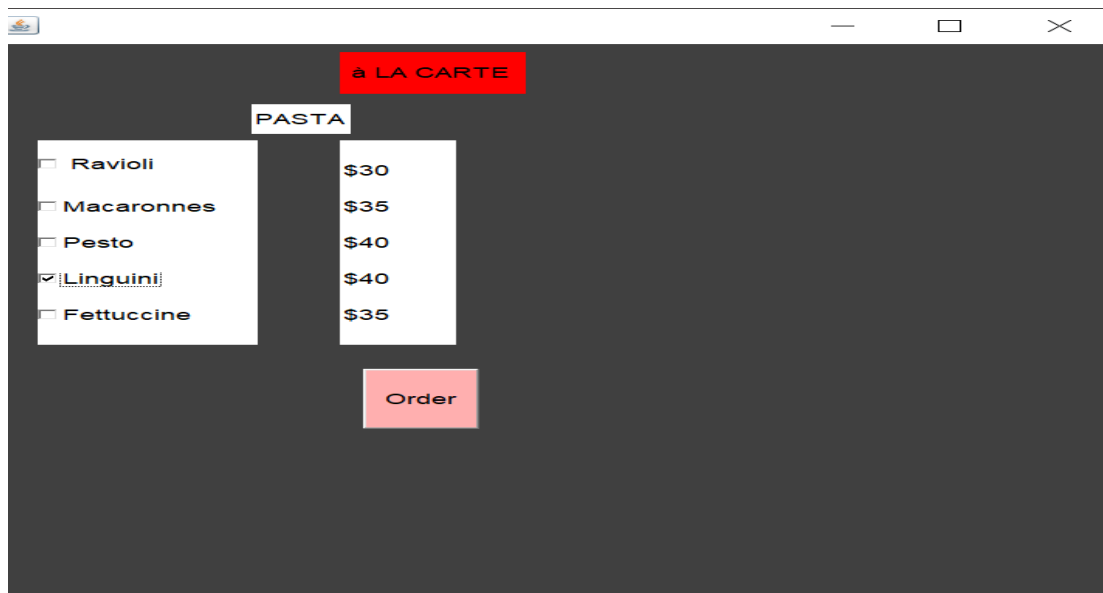 à LA CARTE
PASTA
Ravioli $30
Macaronnes $35
Pesto $40
Linguini $40
Fettuccine $35
Order